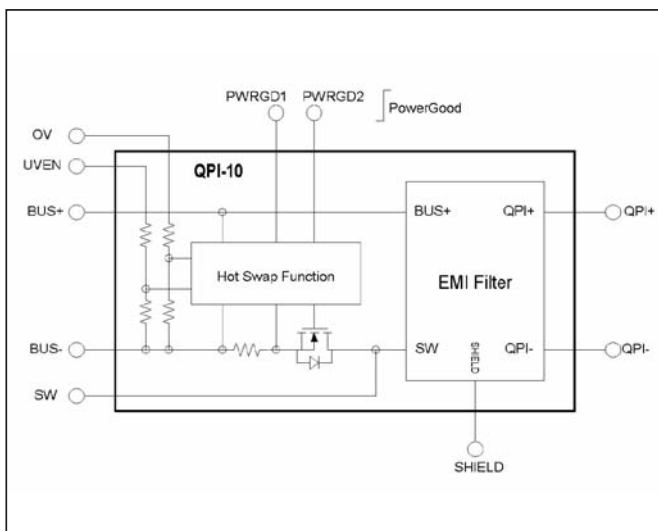 PWRGD1 PWRGD2
PowerGood
OV
UVEN
QPI-10
BUS+
BUS+ QPI+
QPI+
Hot Swap Function
EMI Filter
BUS-
SW
SHIELD
QPI-
QPI-
SW
SHIELD